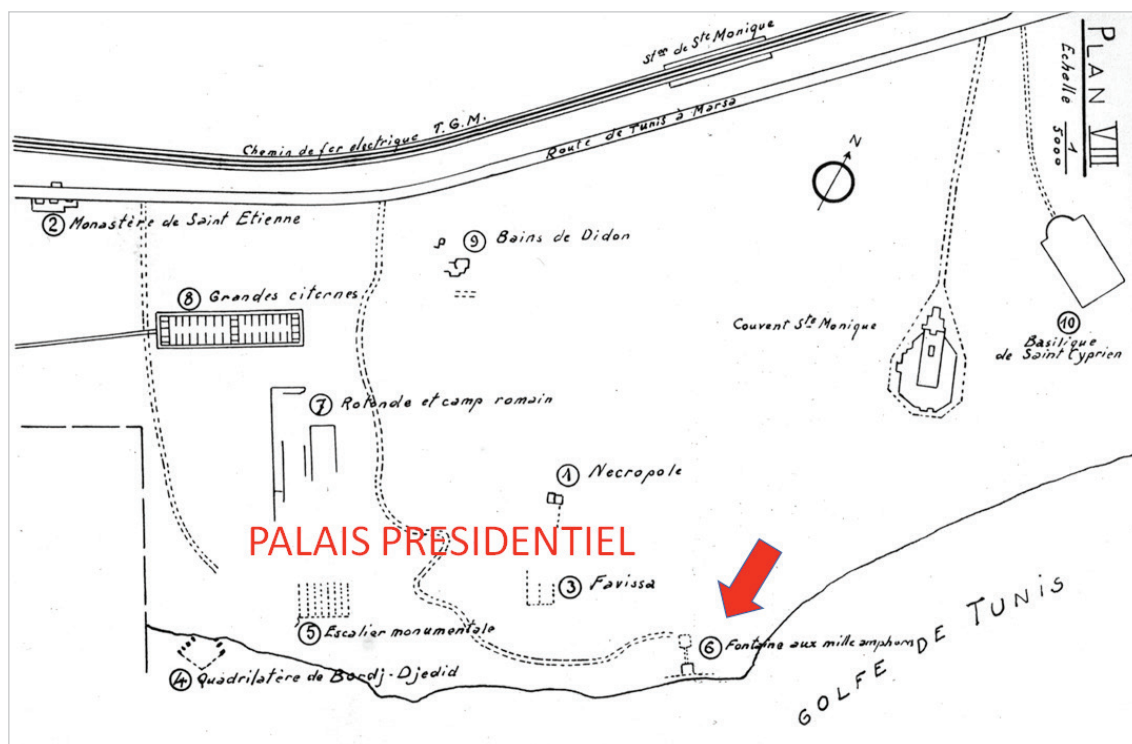 PLAN VIII
Echelle 1/5000
Ston de Ste Monique
Chemin de fer electrique T.G.M.
Route de Tunis à Marsa
N
2 Monastère de Saint Etienne
9 Bains de Didon
8 Grandes citernes
Couvent Ste Monique
10
Basilique
de Saint Cyprien
7 Rotonde et camp romain
1 Necropole
PALAIS PRESIDENTIEL
3 Favissa
5 Escalier monumentale
6 Fontaine aux mille amphores
4 Quadrilatère de Bordj-Djedid
GOLFE DE TUNIS